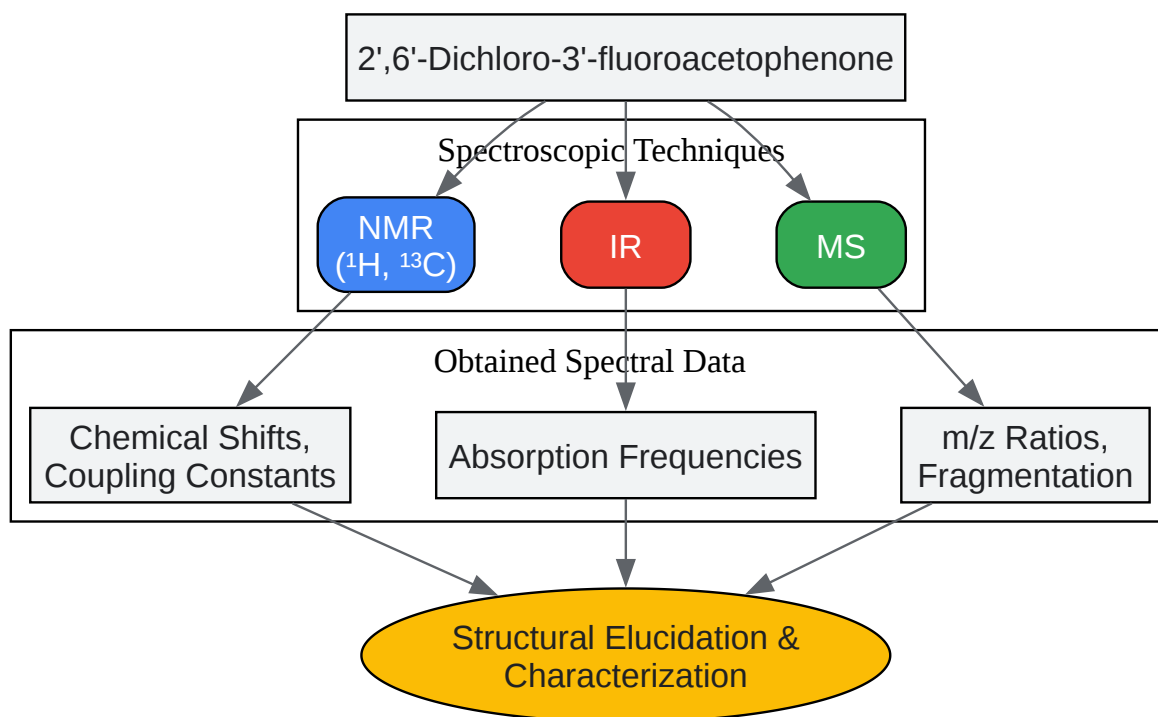 2',6'-Dichloro-3'-fluoroacetophenone
Spectroscopic Techniques
NMR
(¹H, ¹³C)
IR
MS
Obtained Spectral Data
Chemical Shifts,
Coupling Constants
Absorption Frequencies
m/z Ratios,
Fragmentation
Structural Elucidation &
Characterization